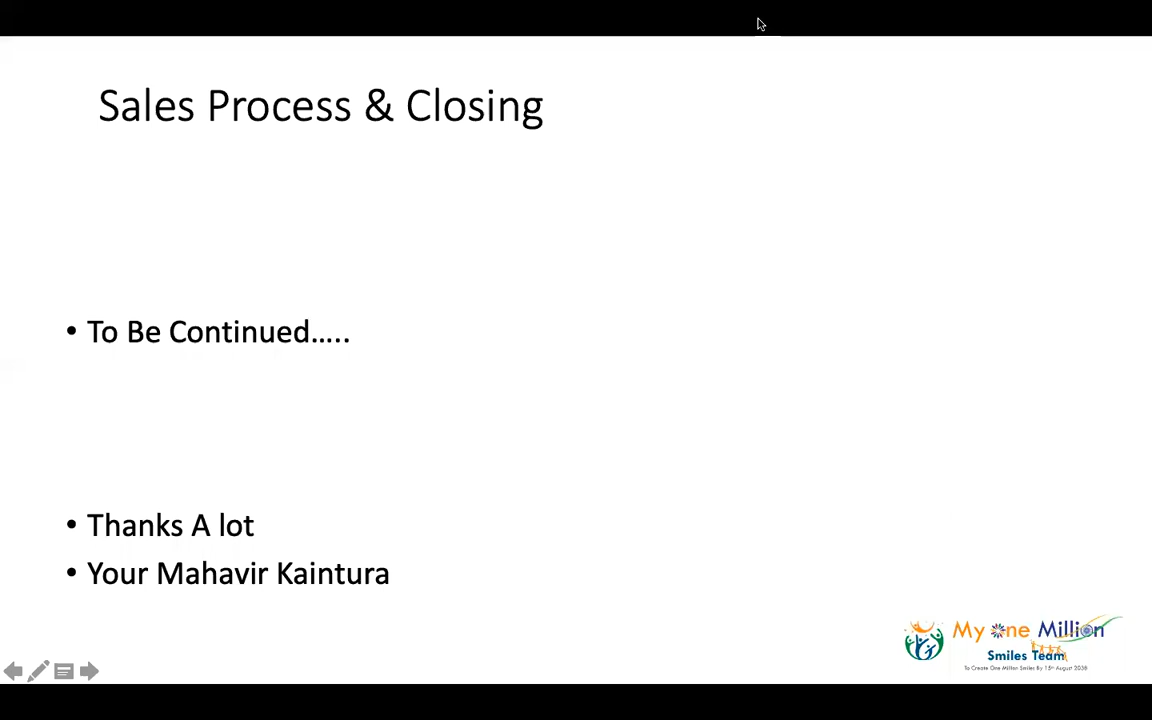 Sales Process & Closing
• To Be Continued…..
• Thanks A lot
• Your Mahavir Kaintura
My one Million
Smiles Team
To Create One Million Smiles By 15th August 2038